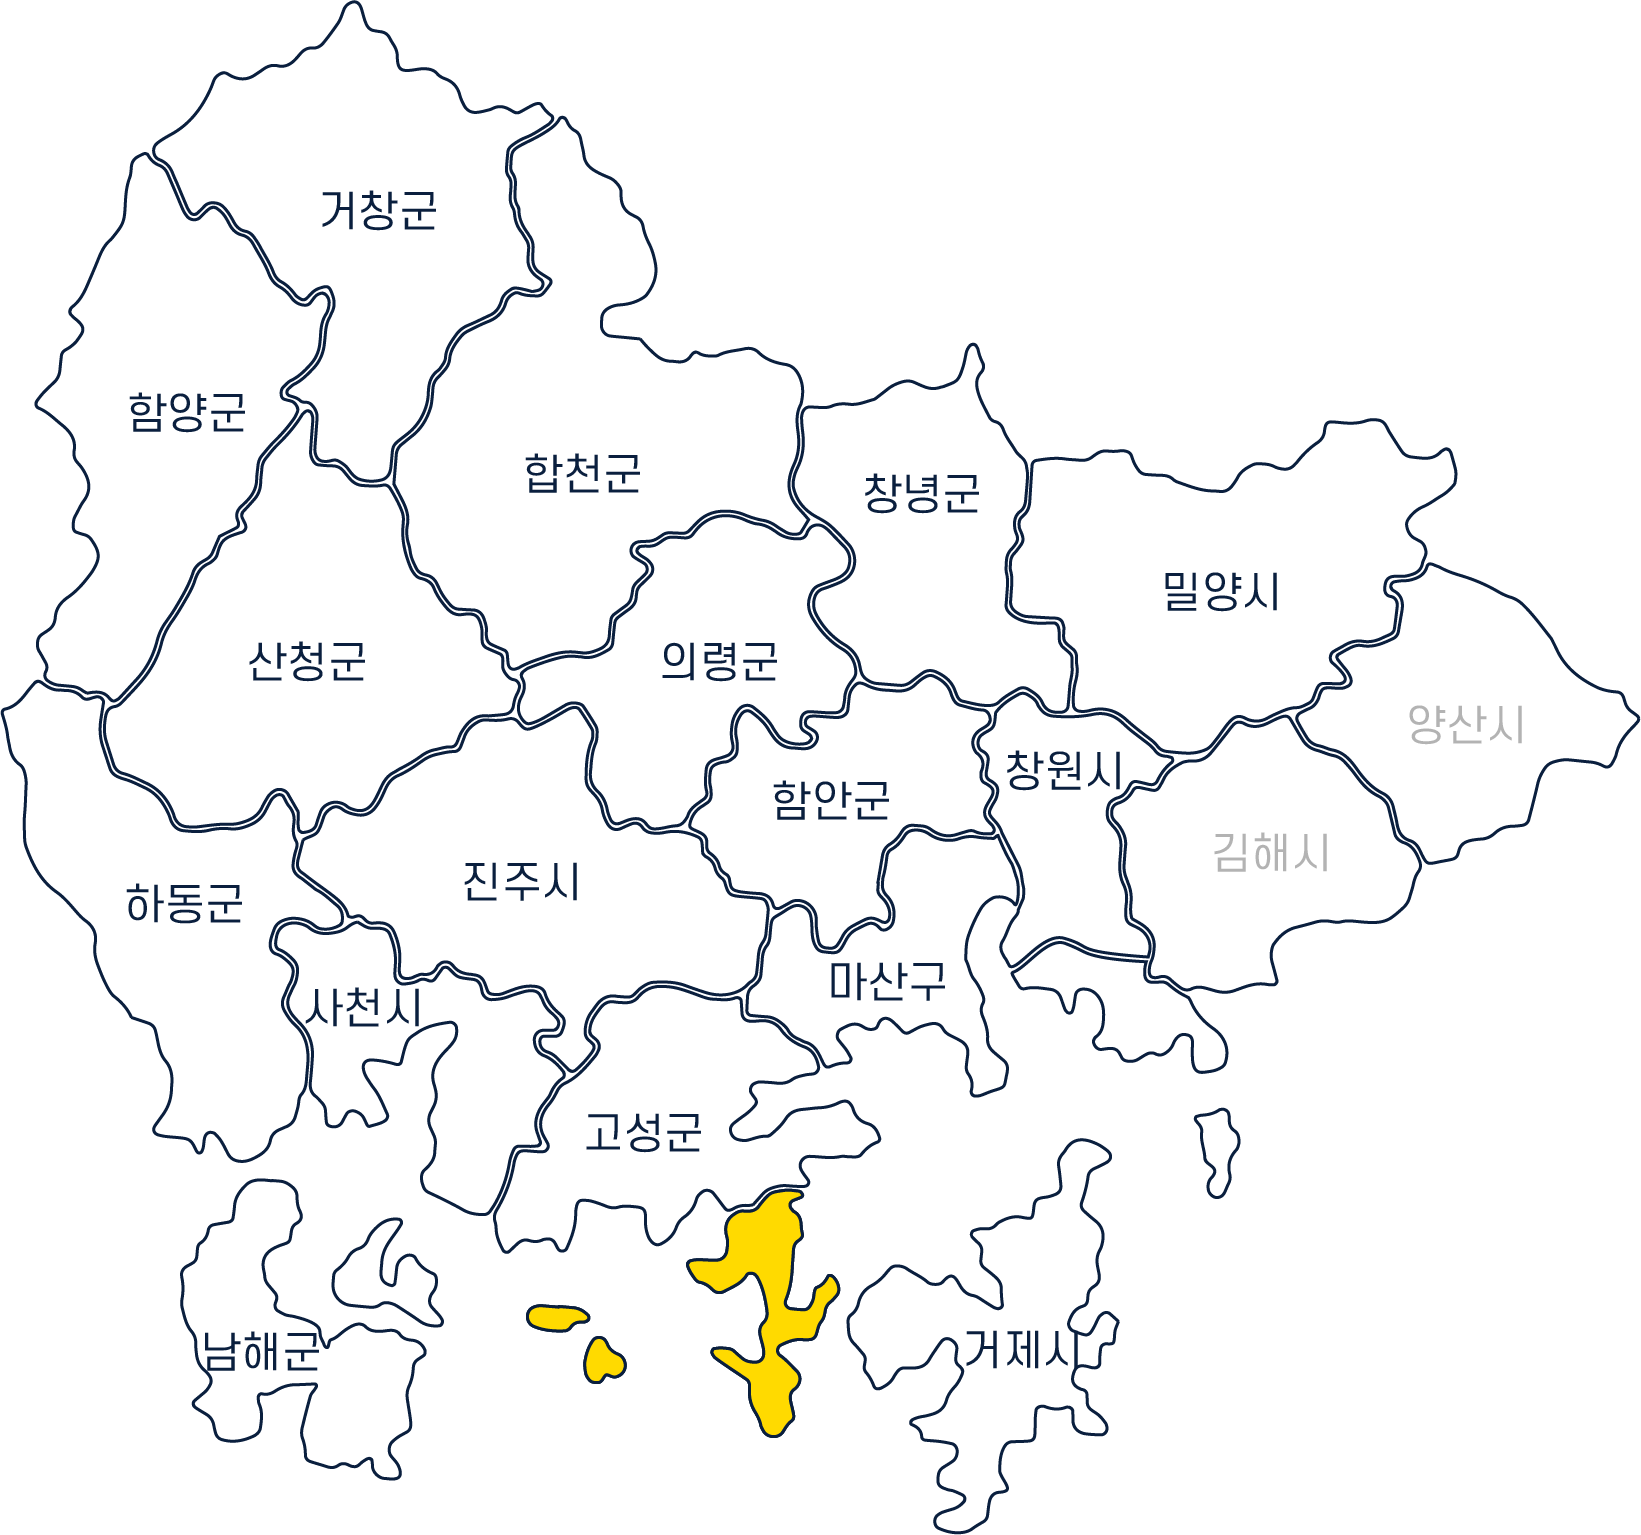 거창군
함양군
합천군
창녕군
밀양시
산청군
의령군
양산시
창원시
함안군
김해시
진주시
하동군
마산구
사천시
고성군
남해군
거제시